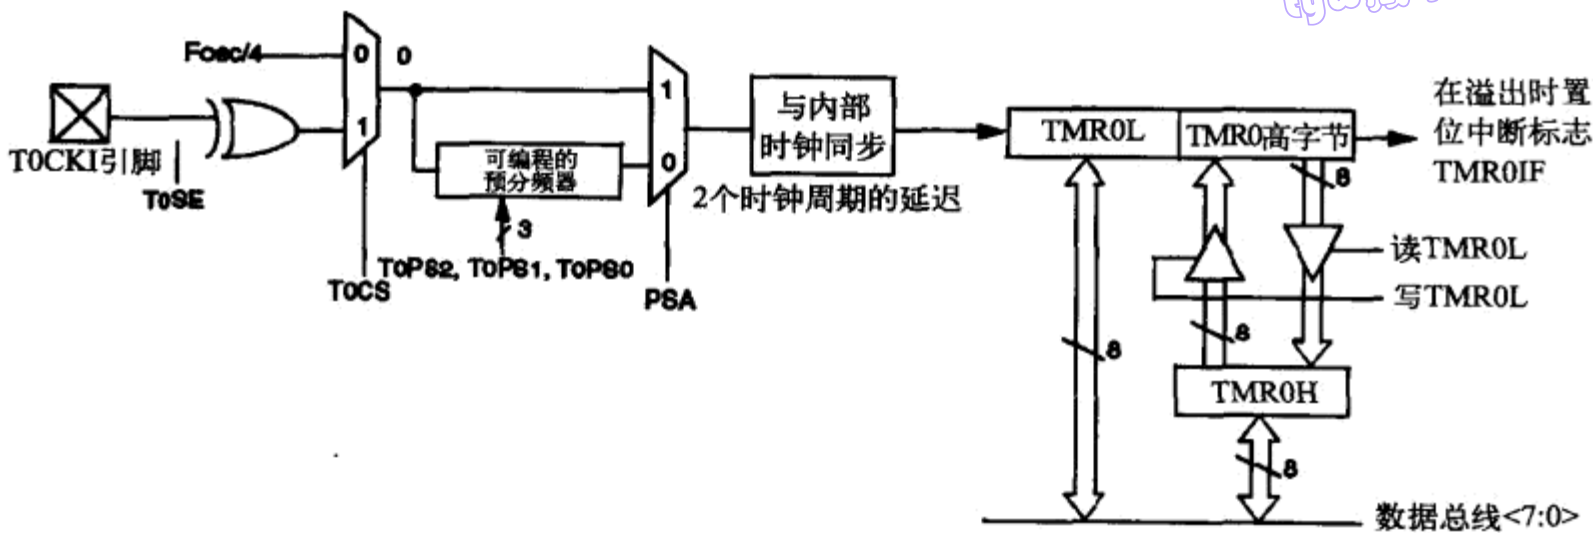 Fosc/4
0
0
1
T0CKI引脚
T0SE
T0CS
可编程的
预分频器
3
T0PS2, T0PS1, T0PS0
1
0
PSA
与内部
时钟同步
2个时钟周期的延迟
TMR0L
TMR0高字节
在溢出时置
位中断标志
TMR0IF
8
读TMR0L
写TMR0L
8
8
TMR0H
8
数据总线<7:0>